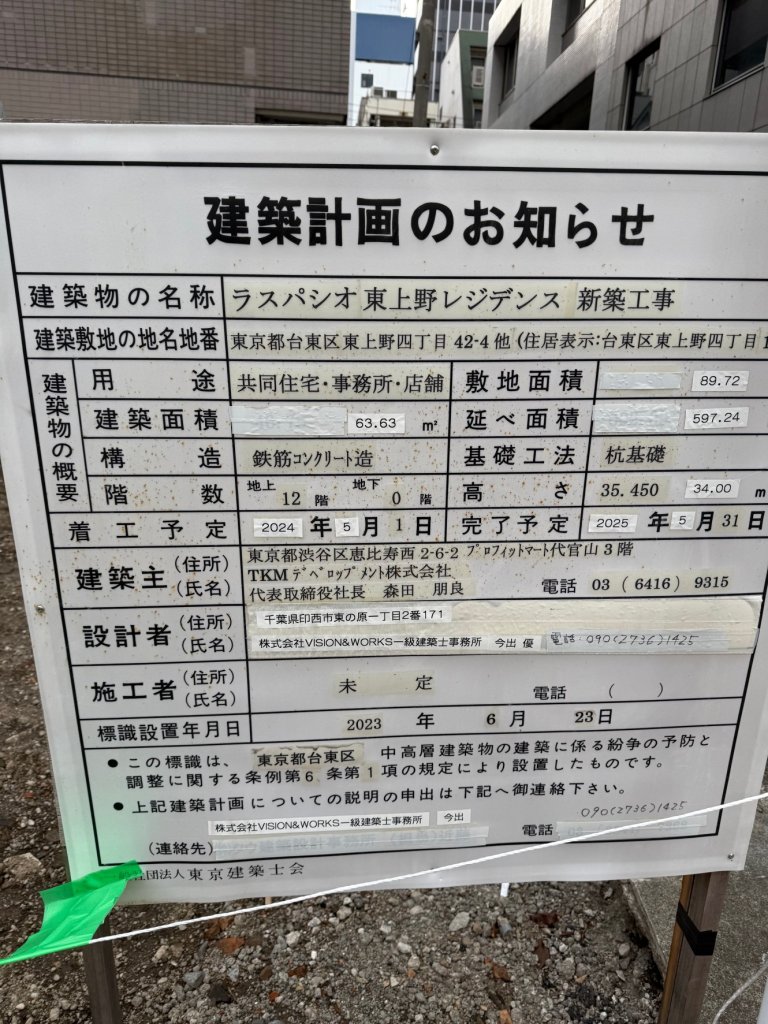 建築計画のお知らせ
建築物の名称 ラスパシオ東上野レジデンス 新築工事
建築敷地の地名地番 東京都台東区東上野四丁目 42-4 他 (住居表示:台東区東上野四丁目
建築物の概要
用途 共同住宅・事務所・店舗 敷地面積 89.72
建築面積 63.63 ㎡ 延べ面積 597.24
構造 鉄筋コンクリート造 基礎工法 杭基礎
階数 地上 12 階 地下 0 階 高さ 35.450 34.00 m
着工予定 2024 年 5 月 1 日 完了予定 2025 年 5 月 31 日
建築主 (住所) 東京都渋谷区恵比寿西 2-6-2 プロフィットマート代官山 3 階
(氏名) TKM デベロップメント株式会社
代表取締役社長 森田 朋良 電話 03 (6416) 9315
設計者 (住所) 千葉県印西市東の原一丁目2番171
(氏名) 株式会社VISION&WORKS一級建築士事務所 今出 優 電話:090(2736)1425
施工者 (住所) (氏名) 未 定 電話 ( )
標識設置年月日 2023 年 6 月 23日
● この標識は、 東京都台東区 中高層建築物の建築に係る紛争の予防と
調整に関する条例第6 条第1 項の規定により設置したものです。
● 上記建築計画についての説明の申出は下記へ御連絡下さい。
株式会社VISION&WORKS一級建築士事務所 今出 090(2736)1425
(連絡先) 電話
社団法人東京建築士会